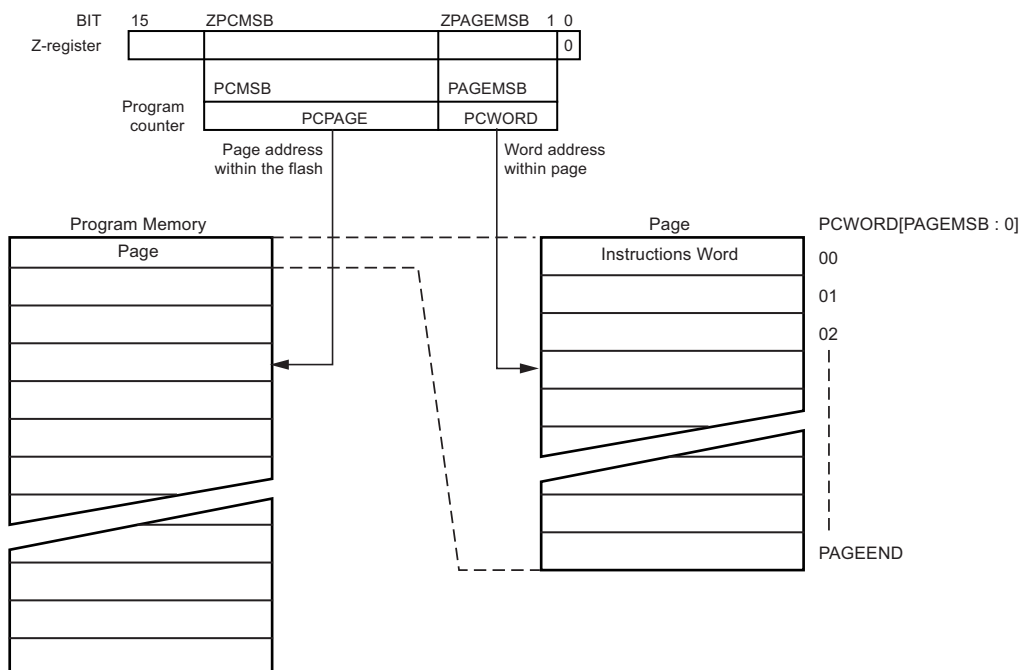 BIT 15 ZPCMSB ZPAGEMSB 1 0
Z-register 0
PCMSB PAGEMSB
Program
counter
PCPAGE PCWORD
Page address
within the flash
Word address
within page
Program Memory
Page
Page PCWORD[PAGEMSB : 0]
Instructions Word 00
01
02
PAGEEND